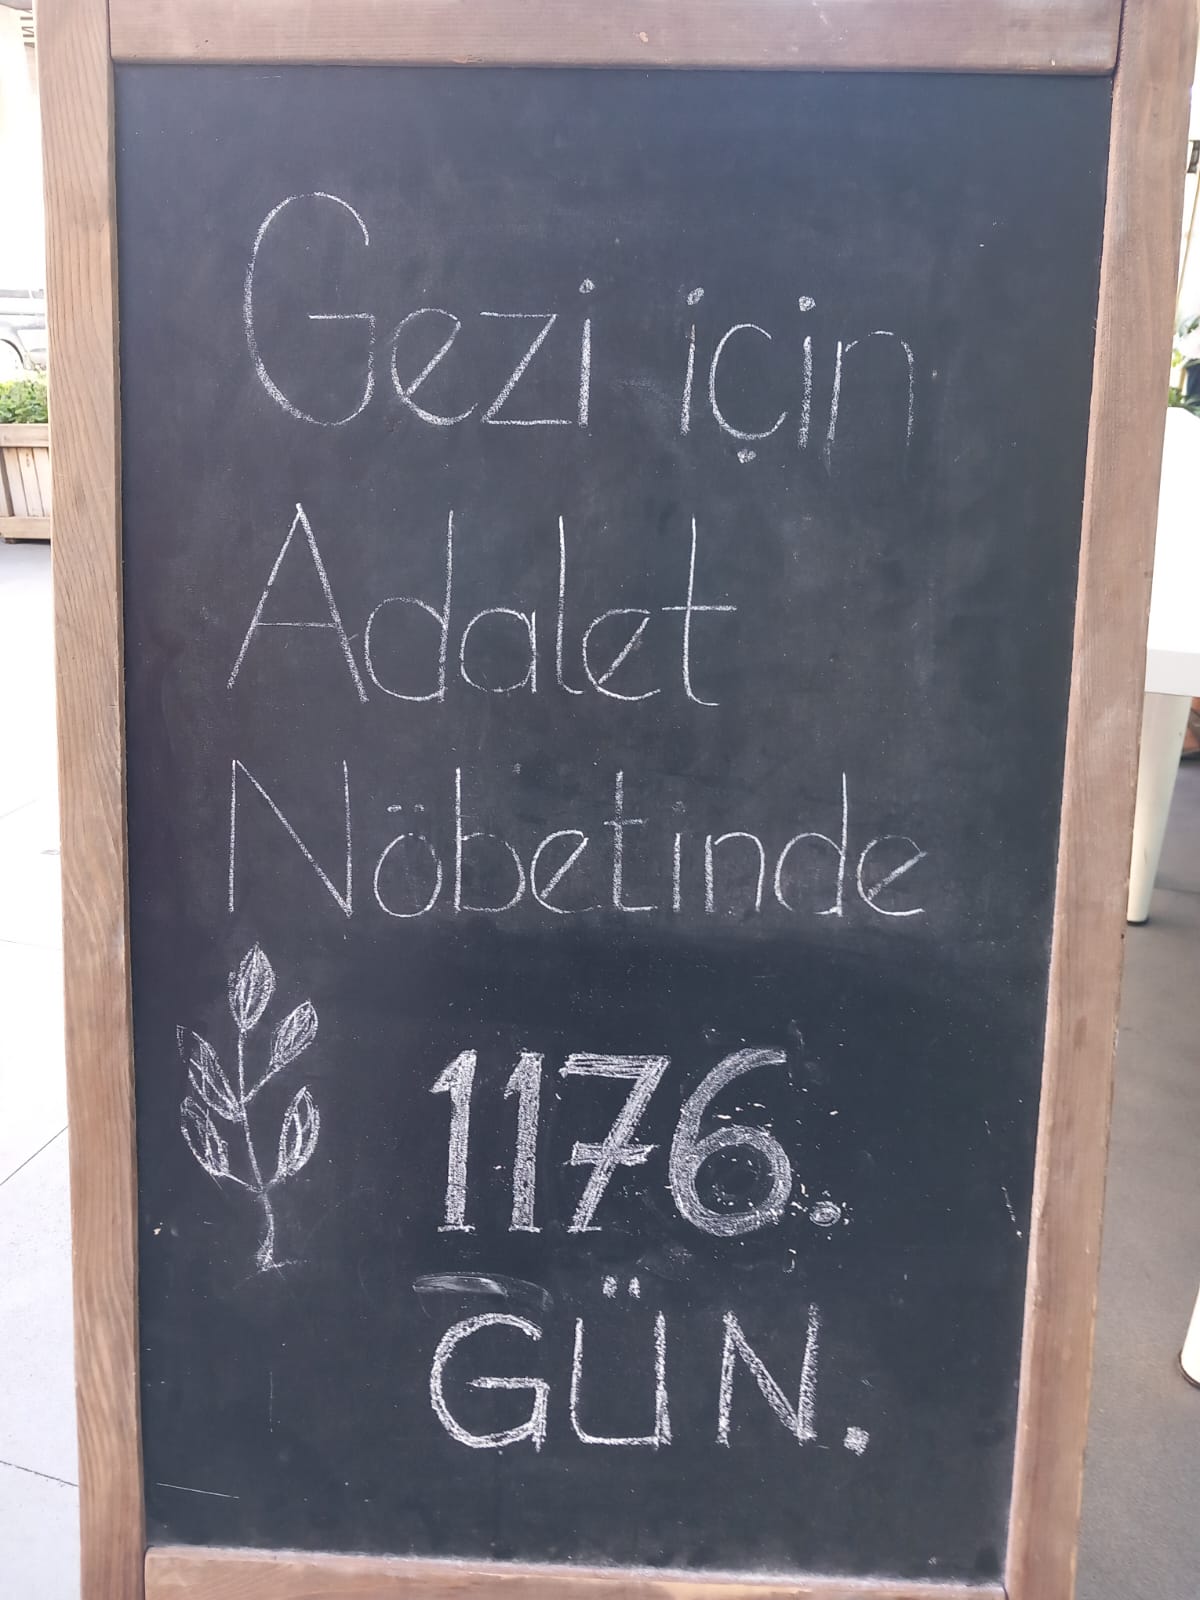 Gezi için
Adalet
Nöbetinde
1176.
GÜN.